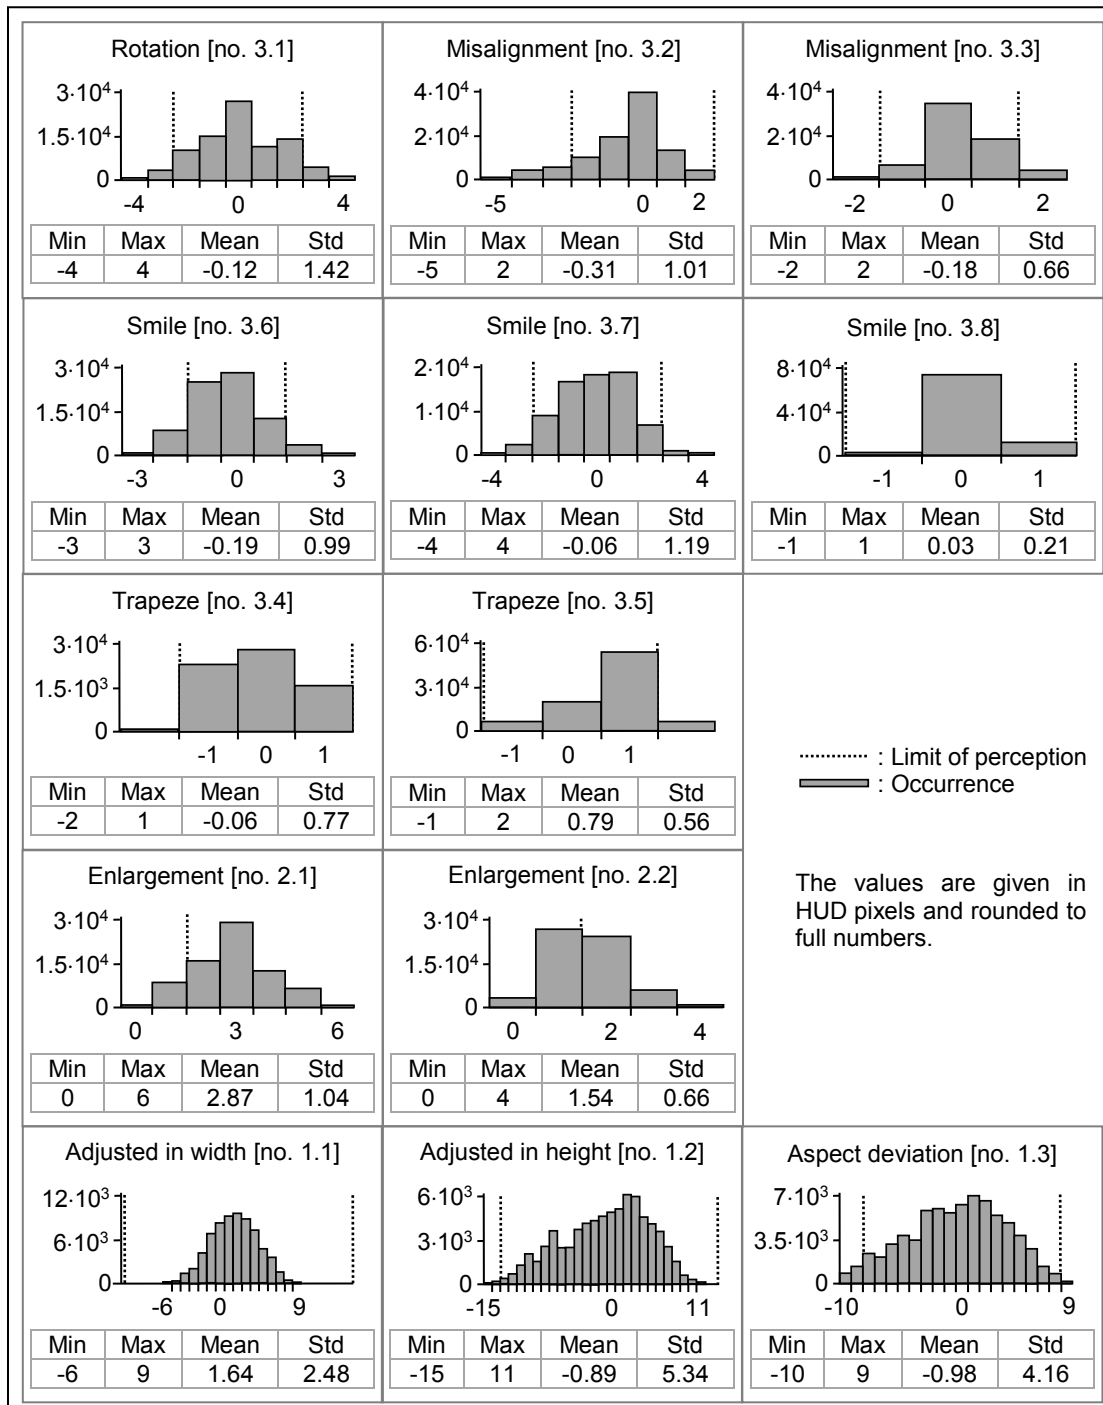 Rotation [no. 3.1]
3·10⁴
1.5·10⁴
0
-4 0 4
Min Max Mean Std
-4 4 -0.12 1.42
Misalignment [no. 3.2]
4·10⁴
2·10⁴
0
-5 0 2
Min Max Mean Std
-5 2 -0.31 1.01
Misalignment [no. 3.3]
4·10⁴
2·10⁴
0
-2 0 2
Min Max Mean Std
-2 2 -0.18 0.66
Smile [no. 3.6]
3·10⁴
1.5·10⁴
0
-3 0 3
Min Max Mean Std
-3 3 -0.19 0.99
Smile [no. 3.7]
2·10⁴
1·10⁴
0
-4 0 4
Min Max Mean Std
-4 4 -0.06 1.19
Smile [no. 3.8]
8·10⁴
4·10⁴
0
-1 0 1
Min Max Mean Std
-1 1 0.03 0.21
Trapeze [no. 3.4]
3·10⁴
1.5·10³
0
-1 0 1
Min Max Mean Std
-2 1 -0.06 0.77
Trapeze [no. 3.5]
6·10⁴
3·10⁴
0
-1 0 1
Min Max Mean Std
-1 2 0.79 0.56
: Limit of perception
: Occurrence
The values are given in
HUD pixels and rounded to
full numbers.
Enlargement [no. 2.1]
3·10⁴
1.5·10⁴
0
0 3 6
Min Max Mean Std
0 6 2.87 1.04
Enlargement [no. 2.2]
3·10⁴
1.5·10⁴
0
0 2 4
Min Max Mean Std
0 4 1.54 0.66
Adjusted in width [no. 1.1]
12·10³
6·10³
0
-6 0 9
Min Max Mean Std
-6 9 1.64 2.48
Adjusted in height [no. 1.2]
6·10³
3·10³
0
-15 0 11
Min Max Mean Std
-15 11 -0.89 5.34
Aspect deviation [no. 1.3]
7·10³
3.5·10³
0
-10 0 9
Min Max Mean Std
-10 9 -0.98 4.16